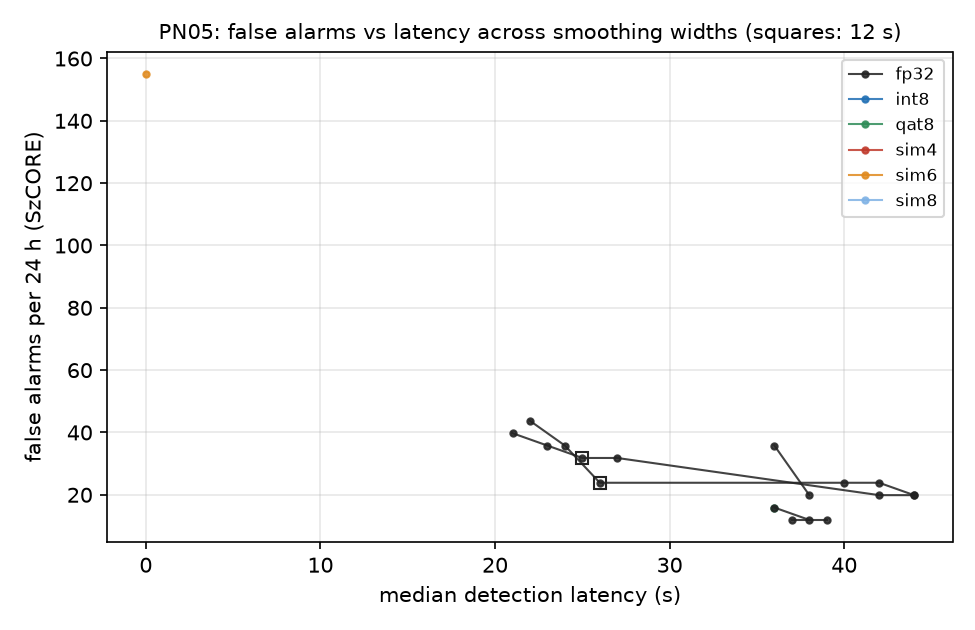 PN05: false alarms vs latency across smoothing widths (squares: 12 s)
false alarms per 24 h (SzCORE)
160
140
120
100
80
60
40
20
fp32
int8
qat8
sim4
sim6
sim8
0 10 20 30 40
median detection latency (s)